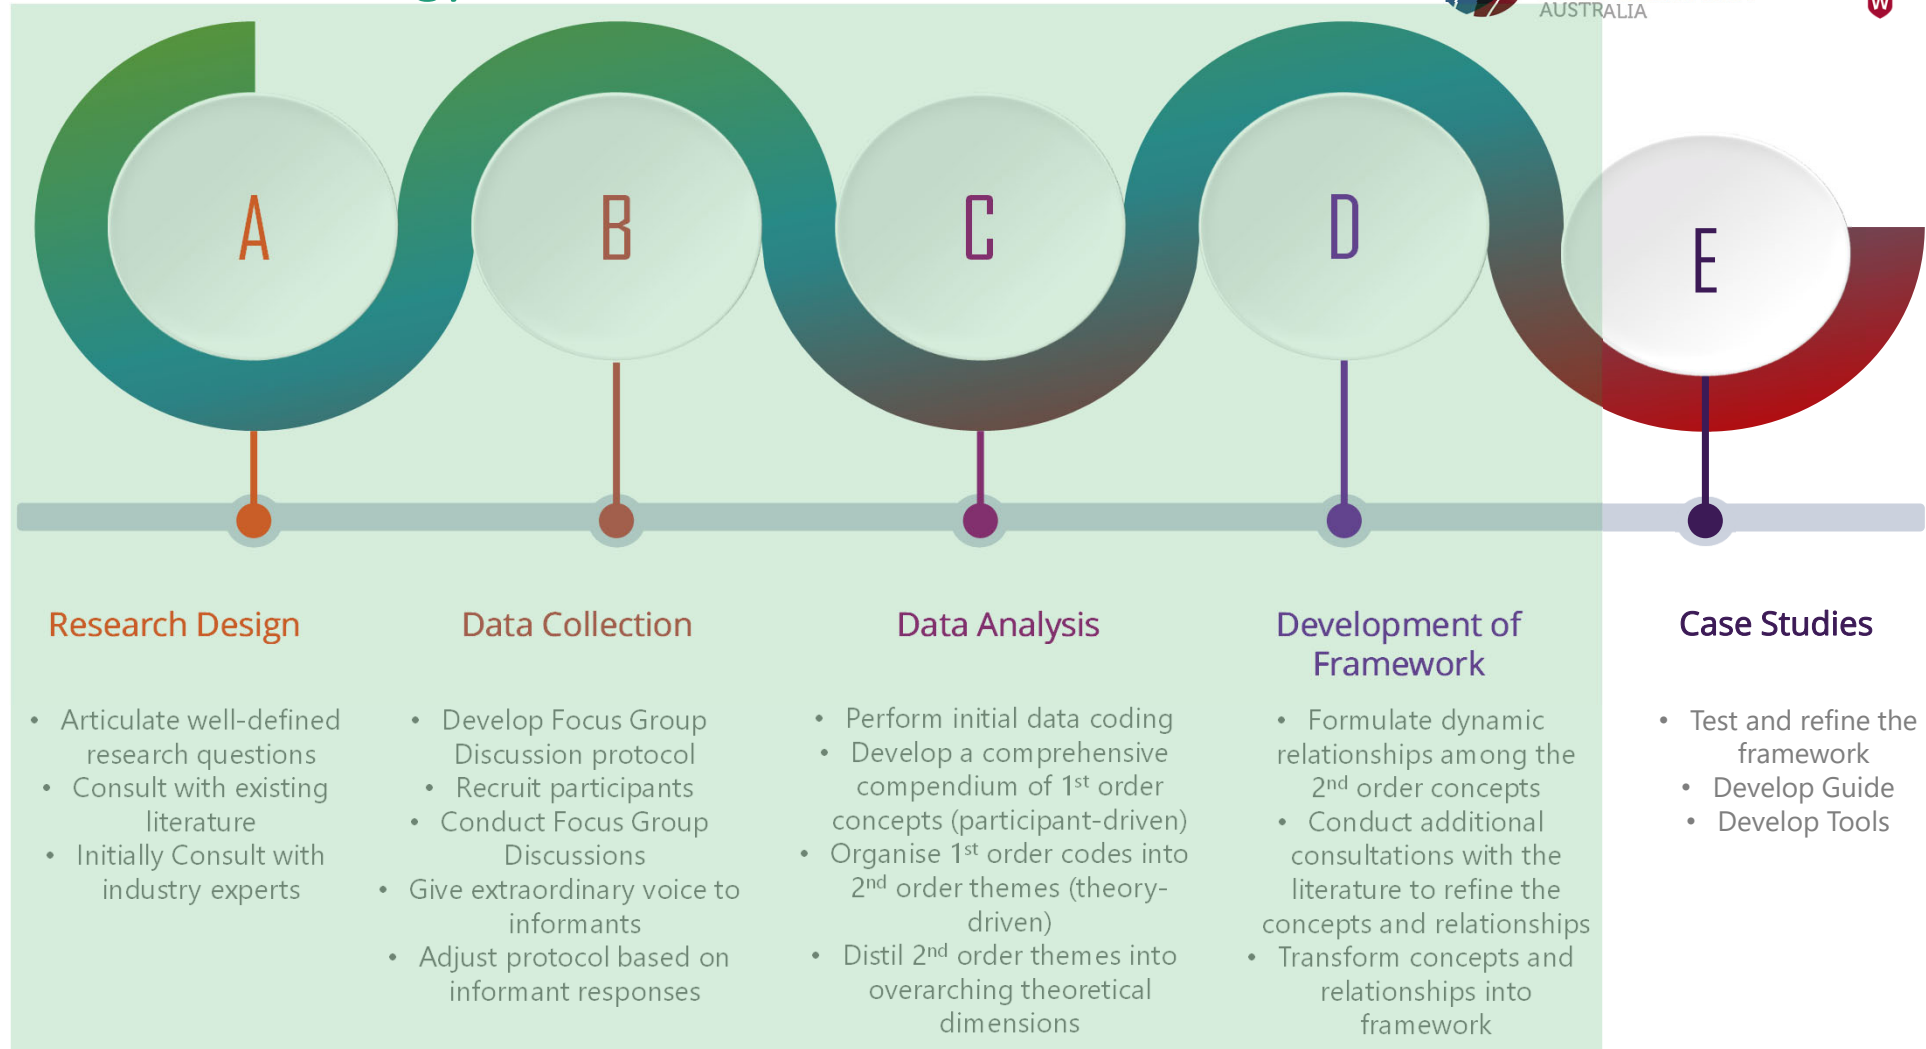 AUSTRALIA
W
A
B
C
D
E
Research Design
• Articulate well-defined
research questions
• Consult with existing
literature
• Initially Consult with
industry experts
Data Collection
• Develop Focus Group
Discussion protocol
• Recruit participants
• Conduct Focus Group
Discussions
• Give extraordinary voice to
informants
• Adjust protocol based on
informant responses
Data Analysis
• Perform initial data coding
• Develop a comprehensive
compendium of 1st order
concepts (participant-driven)
• Organise 1st order codes into
2nd order themes (theory-
driven)
• Distil 2nd order themes into
overarching theoretical
dimensions
Development of
Framework
• Formulate dynamic
relationships among the
2nd order concepts
• Conduct additional
consultations with the
literature to refine the
concepts and relationships
• Transform concepts and
relationships into
framework
Case Studies
• Test and refine the
framework
• Develop Guide
• Develop Tools